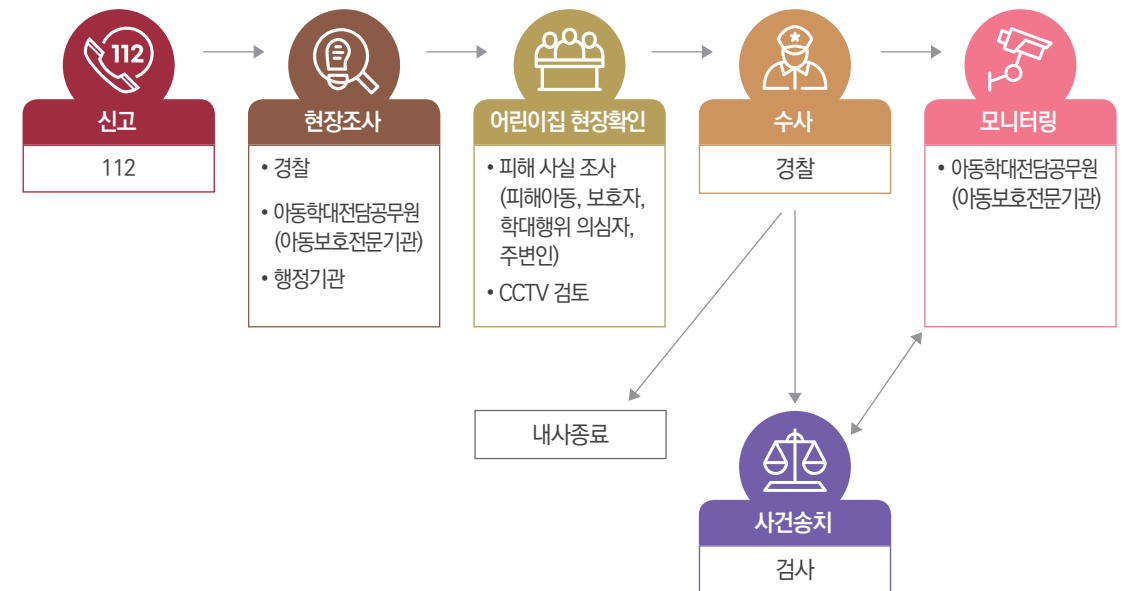 112
신고
112
현장조사
• 경찰
• 아동학대전담공무원
(아동보호전문기관)
• 행정기관
어린이집 현장확인
• 피해 사실 조사
(피해아동, 보호자,
학대행위 의심자,
주변인)
• CCTV 검토
수사
경찰
모니터링
• 아동학대전담공무원
(아동보호전문기관)
내사종료
사건송치
검사